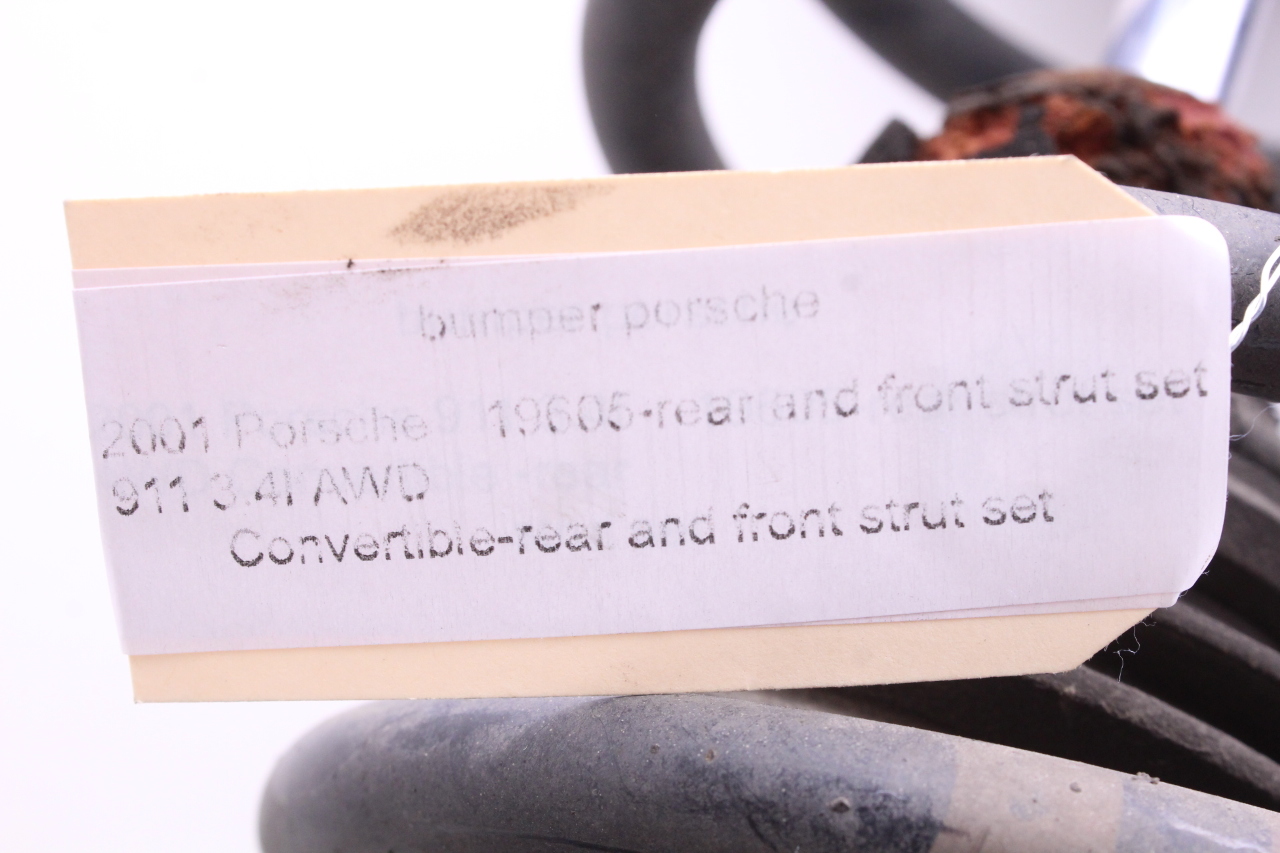 bumper porsche
2001 Porsche 19605-rear and front strut set
911 3.4l AWD
Convertible-rear and front strut set